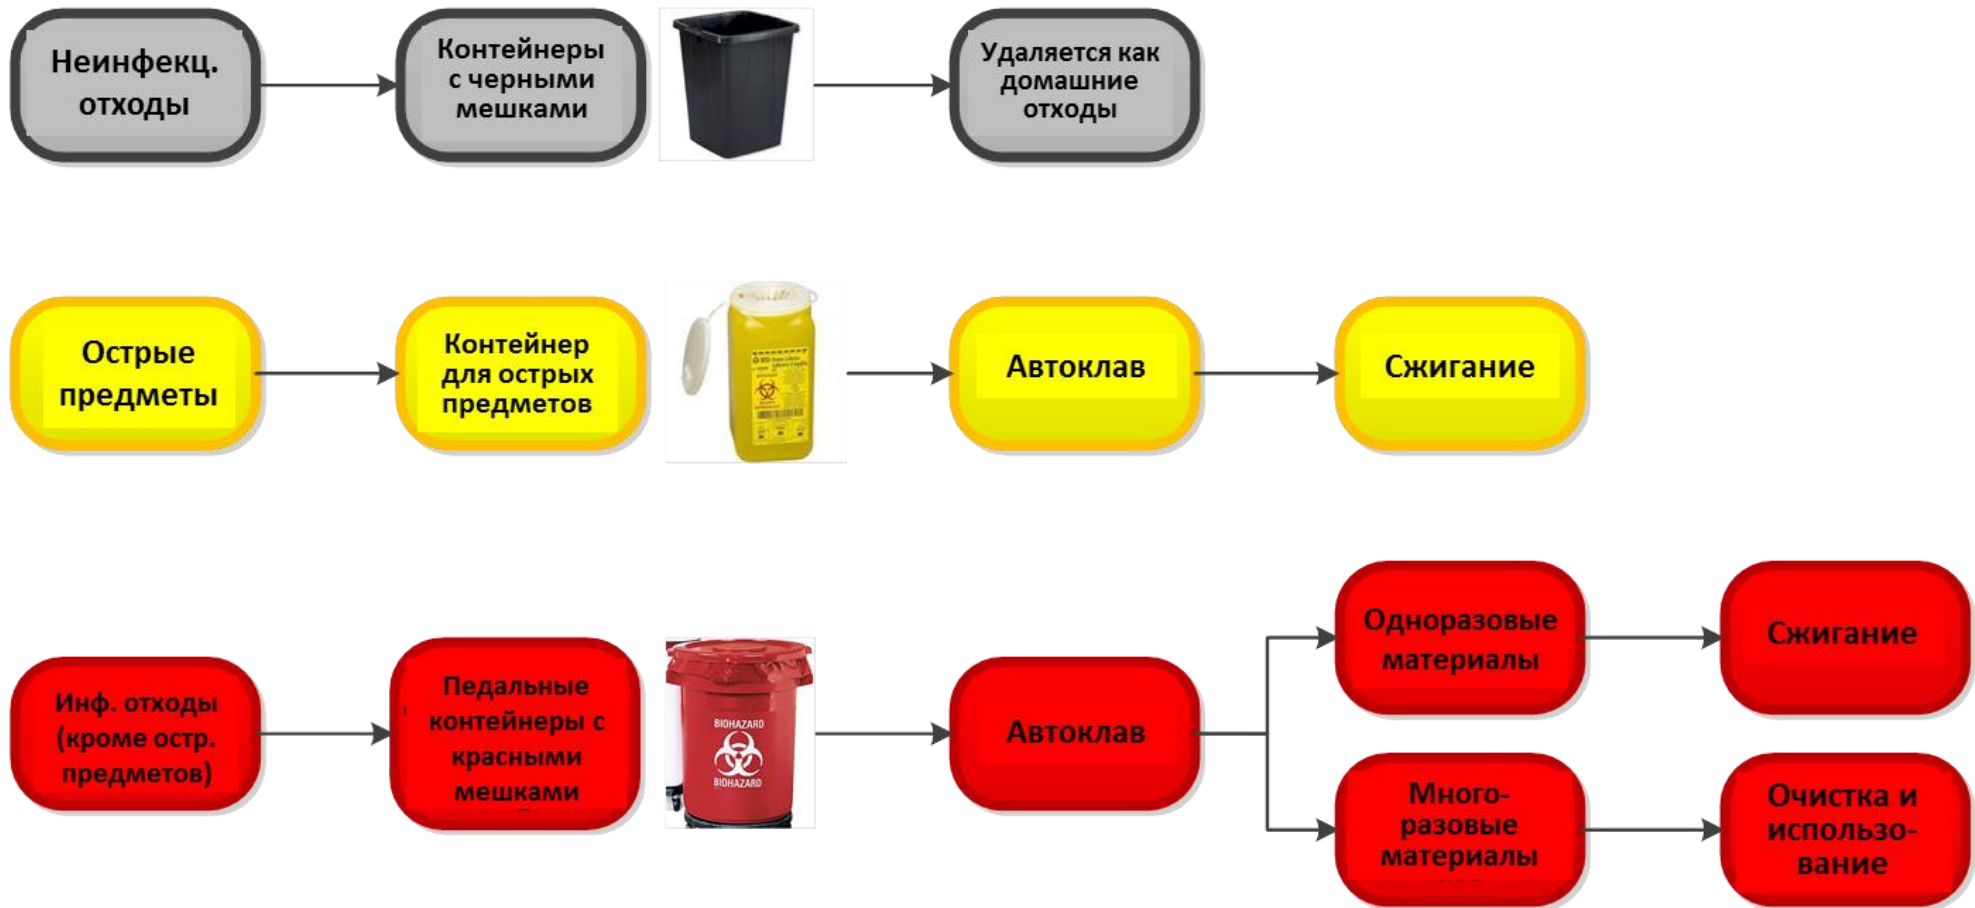 Неинфекц.
отходы
Контейнеры
с черными
мешками
Удаляется как
домашние
отходы
Острые
предметы
Контейнер
для острых
предметов
Автоклав
Сжигание
Инф. отходы
(кроме остр.
предметов)
Педальные
контейнеры с
красными
мешками
BIOHAZARD
BIOHAZARD
Автоклав
Одноразовые
материалы
Сжигание
Много-
разовые
материалы
Очистка и
использо-
вание